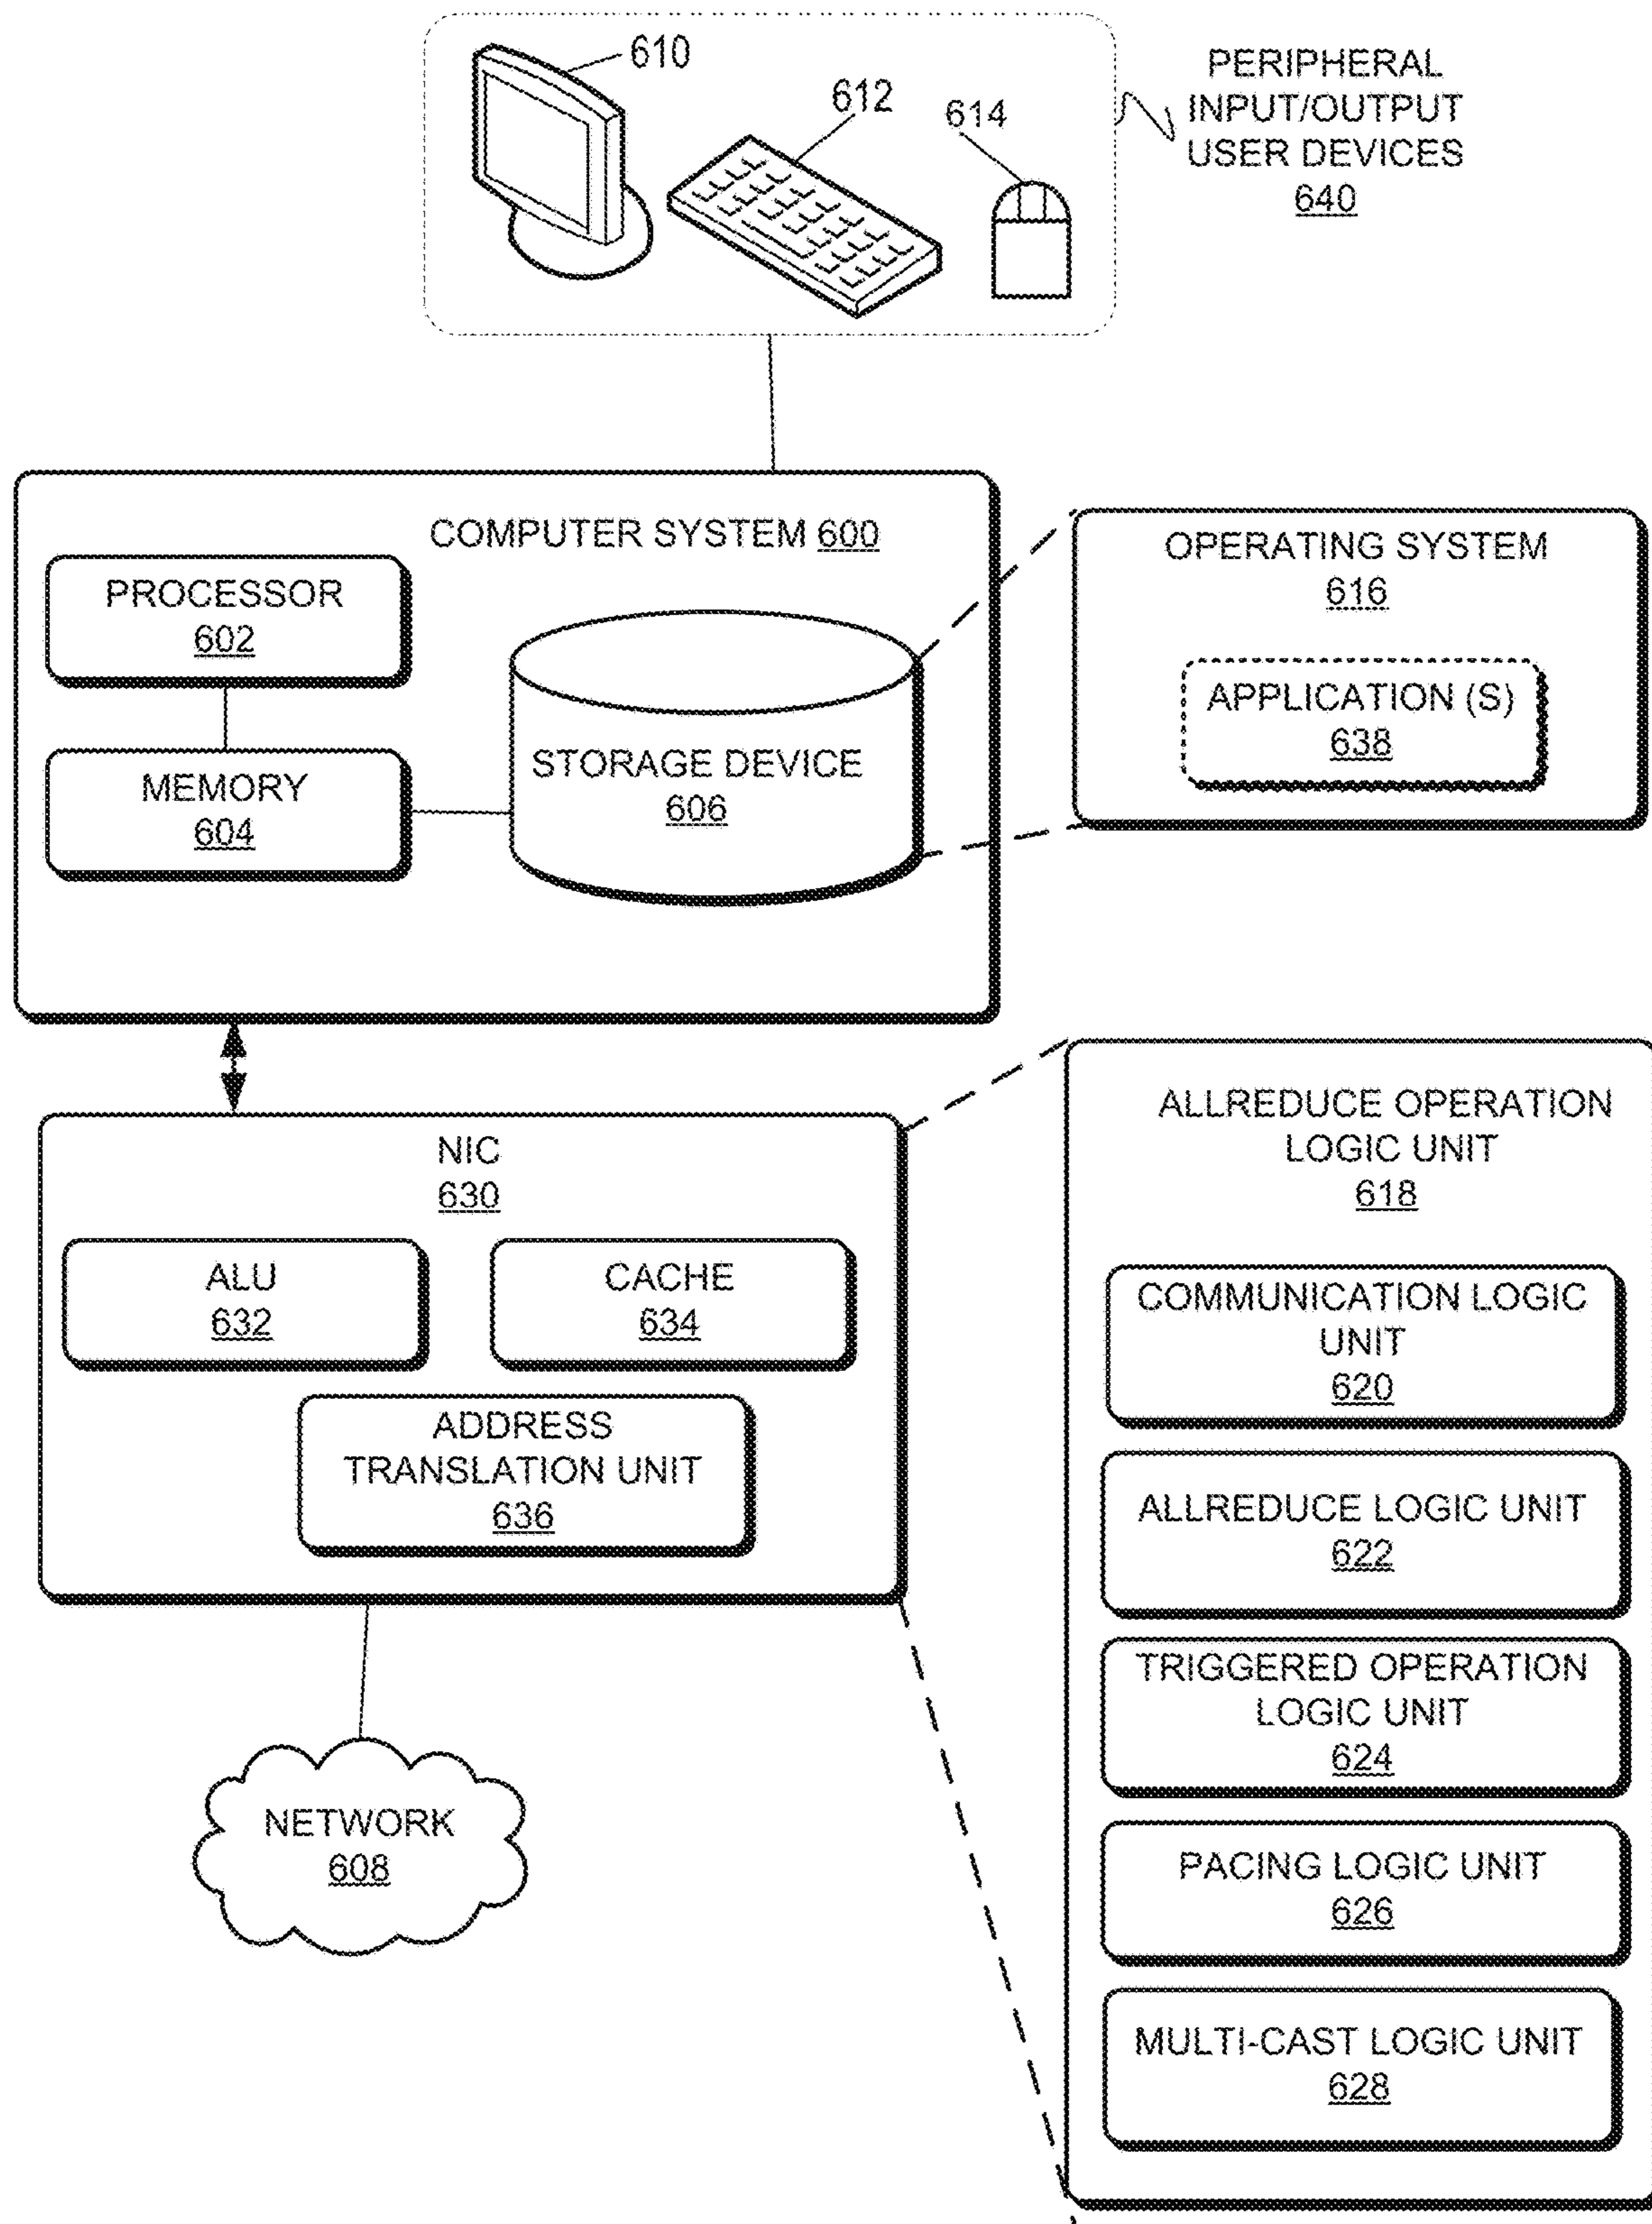 610
612
614
PERIPHERAL
INPUT/OUTPUT
USER DEVICES
640
COMPUTER SYSTEM 600
PROCESSOR
602
MEMORY
604
STORAGE DEVICE
606
OPERATING SYSTEM
616
APPLICATION (S)
638
NIC
630
ALU
632
CACHE
634
ADDRESS
TRANSLATION UNIT
636
NETWORK
608
ALLREDUCE OPERATION
LOGIC UNIT
618
COMMUNICATION LOGIC
UNIT
620
ALLREDUCE LOGIC UNIT
622
TRIGGERED OPERATION
LOGIC UNIT
624
PACING LOGIC UNIT
626
MULTI-CAST LOGIC UNIT
628